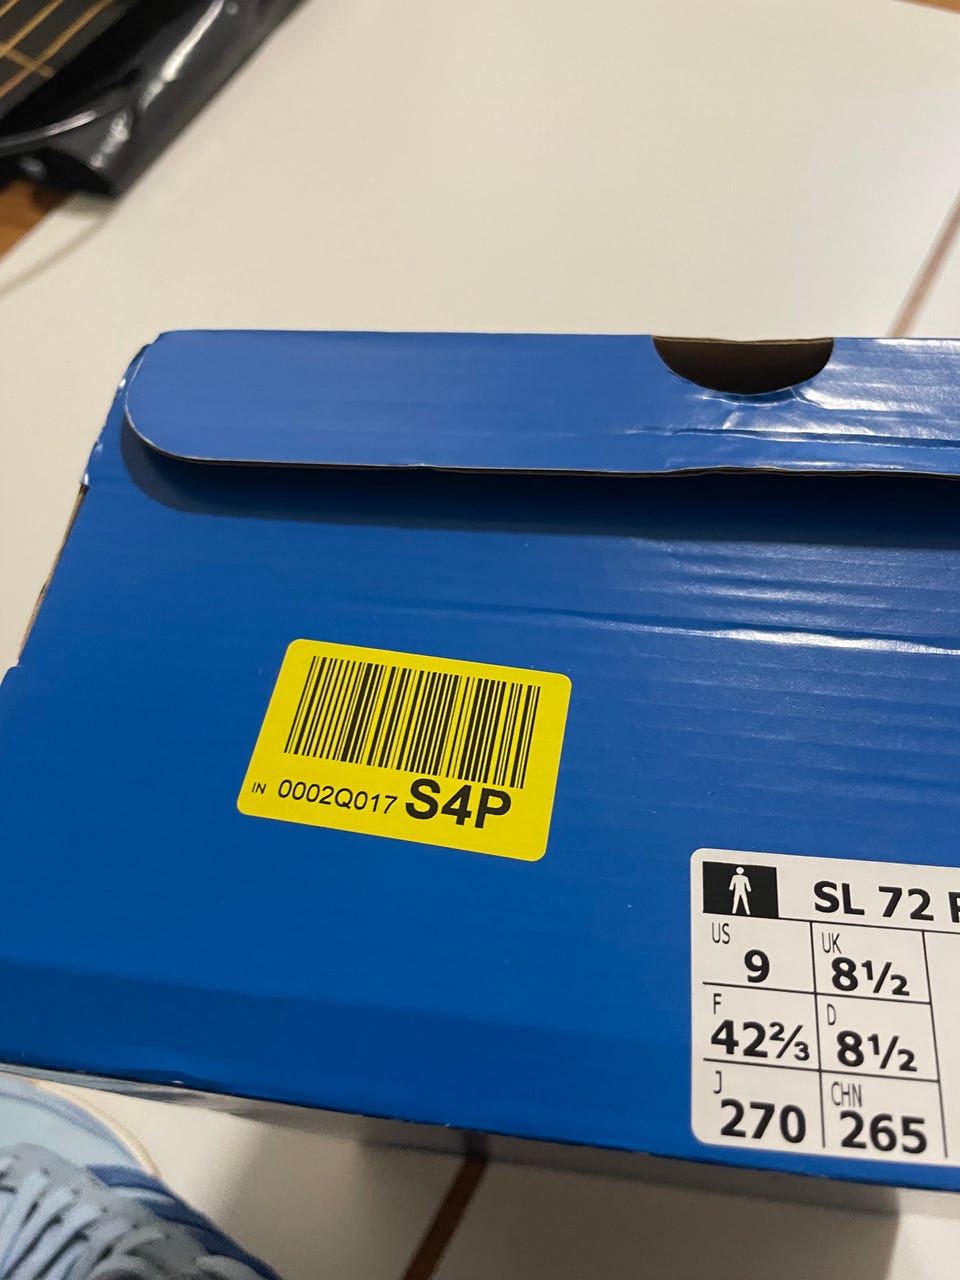 IN 0002Q017 S4P
SL 72
US 9 UK 8½
F 42⅔ D 8½
J 270 CHN 265